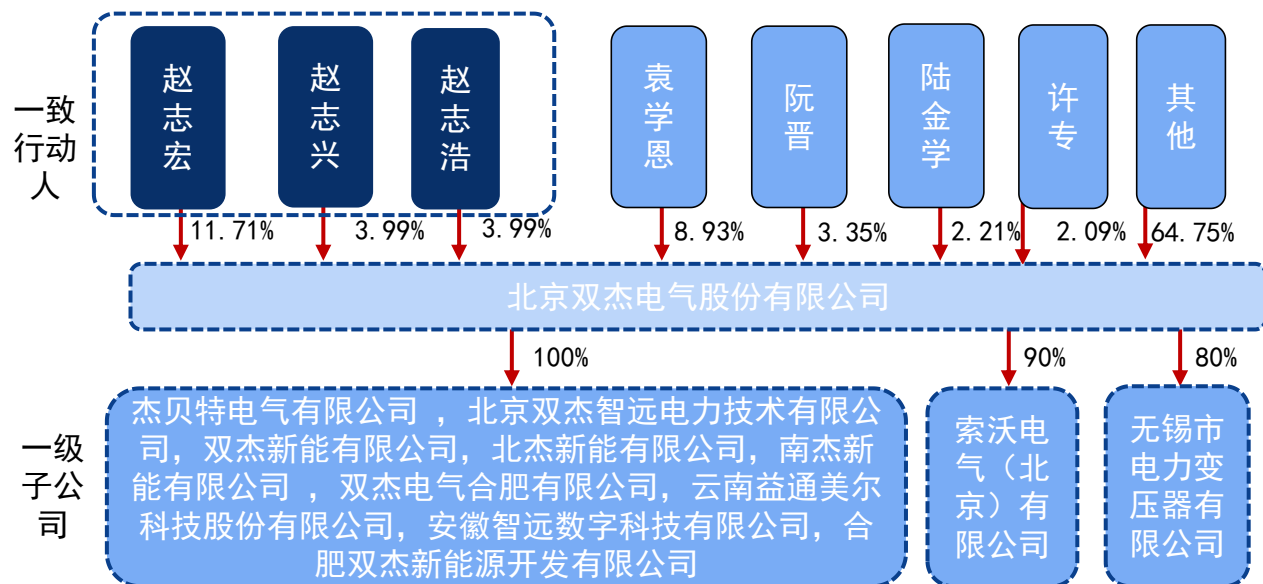 一致
行动
人
赵
志
宏
赵
志
兴
赵
志
浩
袁
学
恩
阮
晋
陆
金
学
许
专
其
他
11.71%
3.99%
3.99%
8.93%
3.35%
2.21%
2.09%
64.75%
北京双杰电气股份有限公司
100%
90%
80%
一级
子公
司
杰贝特电气有限公司 ，北京双杰智远电力技术有限公
司，双杰新能有限公司，北杰新能有限公司，南杰新
能有限公司 ，双杰电气合肥有限公司，云南益通美尔
科技股份有限公司，安徽智远数字科技有限公司，合
肥双杰新能源开发有限公司
索沃电
气（北
京）有
限公司
无锡市
电力变
压器有
限公司